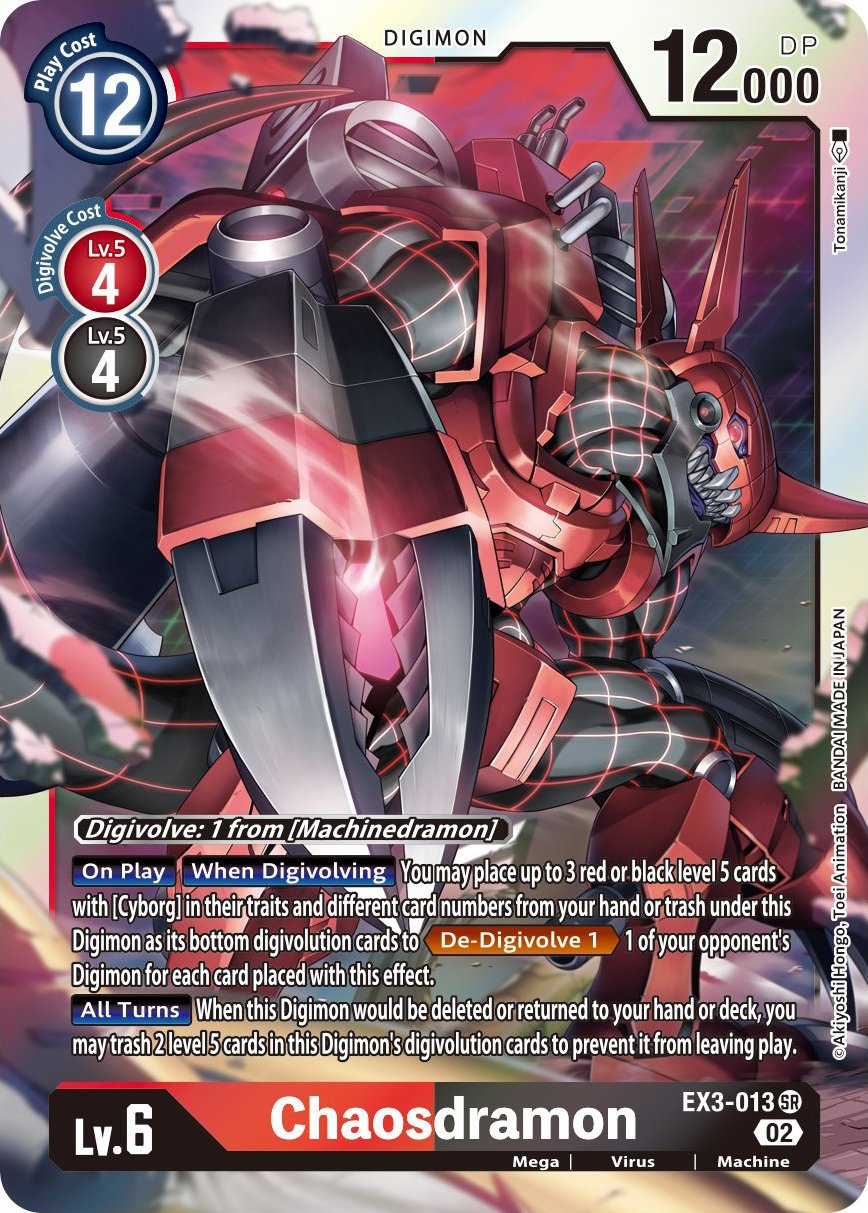 DIGIMON
Play Cost
12
12000
DP
Digivolve Cost
Lv.5
4
Lv.5
4
Tonamikanji
Digivolve: 1 from [Machinedramon]
On Play When Digivolving You may place up to 3 red or black level 5 cards
with [Cyborg] in their traits and different card numbers from your hand or trash under this
Digimon as its bottom digivolution cards to De-Digivolve 1 1 of your opponent's
Digimon for each card placed with this effect.
All Turns When this Digimon would be deleted or returned to your hand or deck, you
may trash 2 level 5 cards in this Digimon's digivolution cards to prevent it from leaving play.
©Akiyoshi Hongo, Toei Animation BANDAI MADE IN JAPAN
Lv.6
Chaosdramon
EX3-013 SR
02
Mega | Virus | Machine